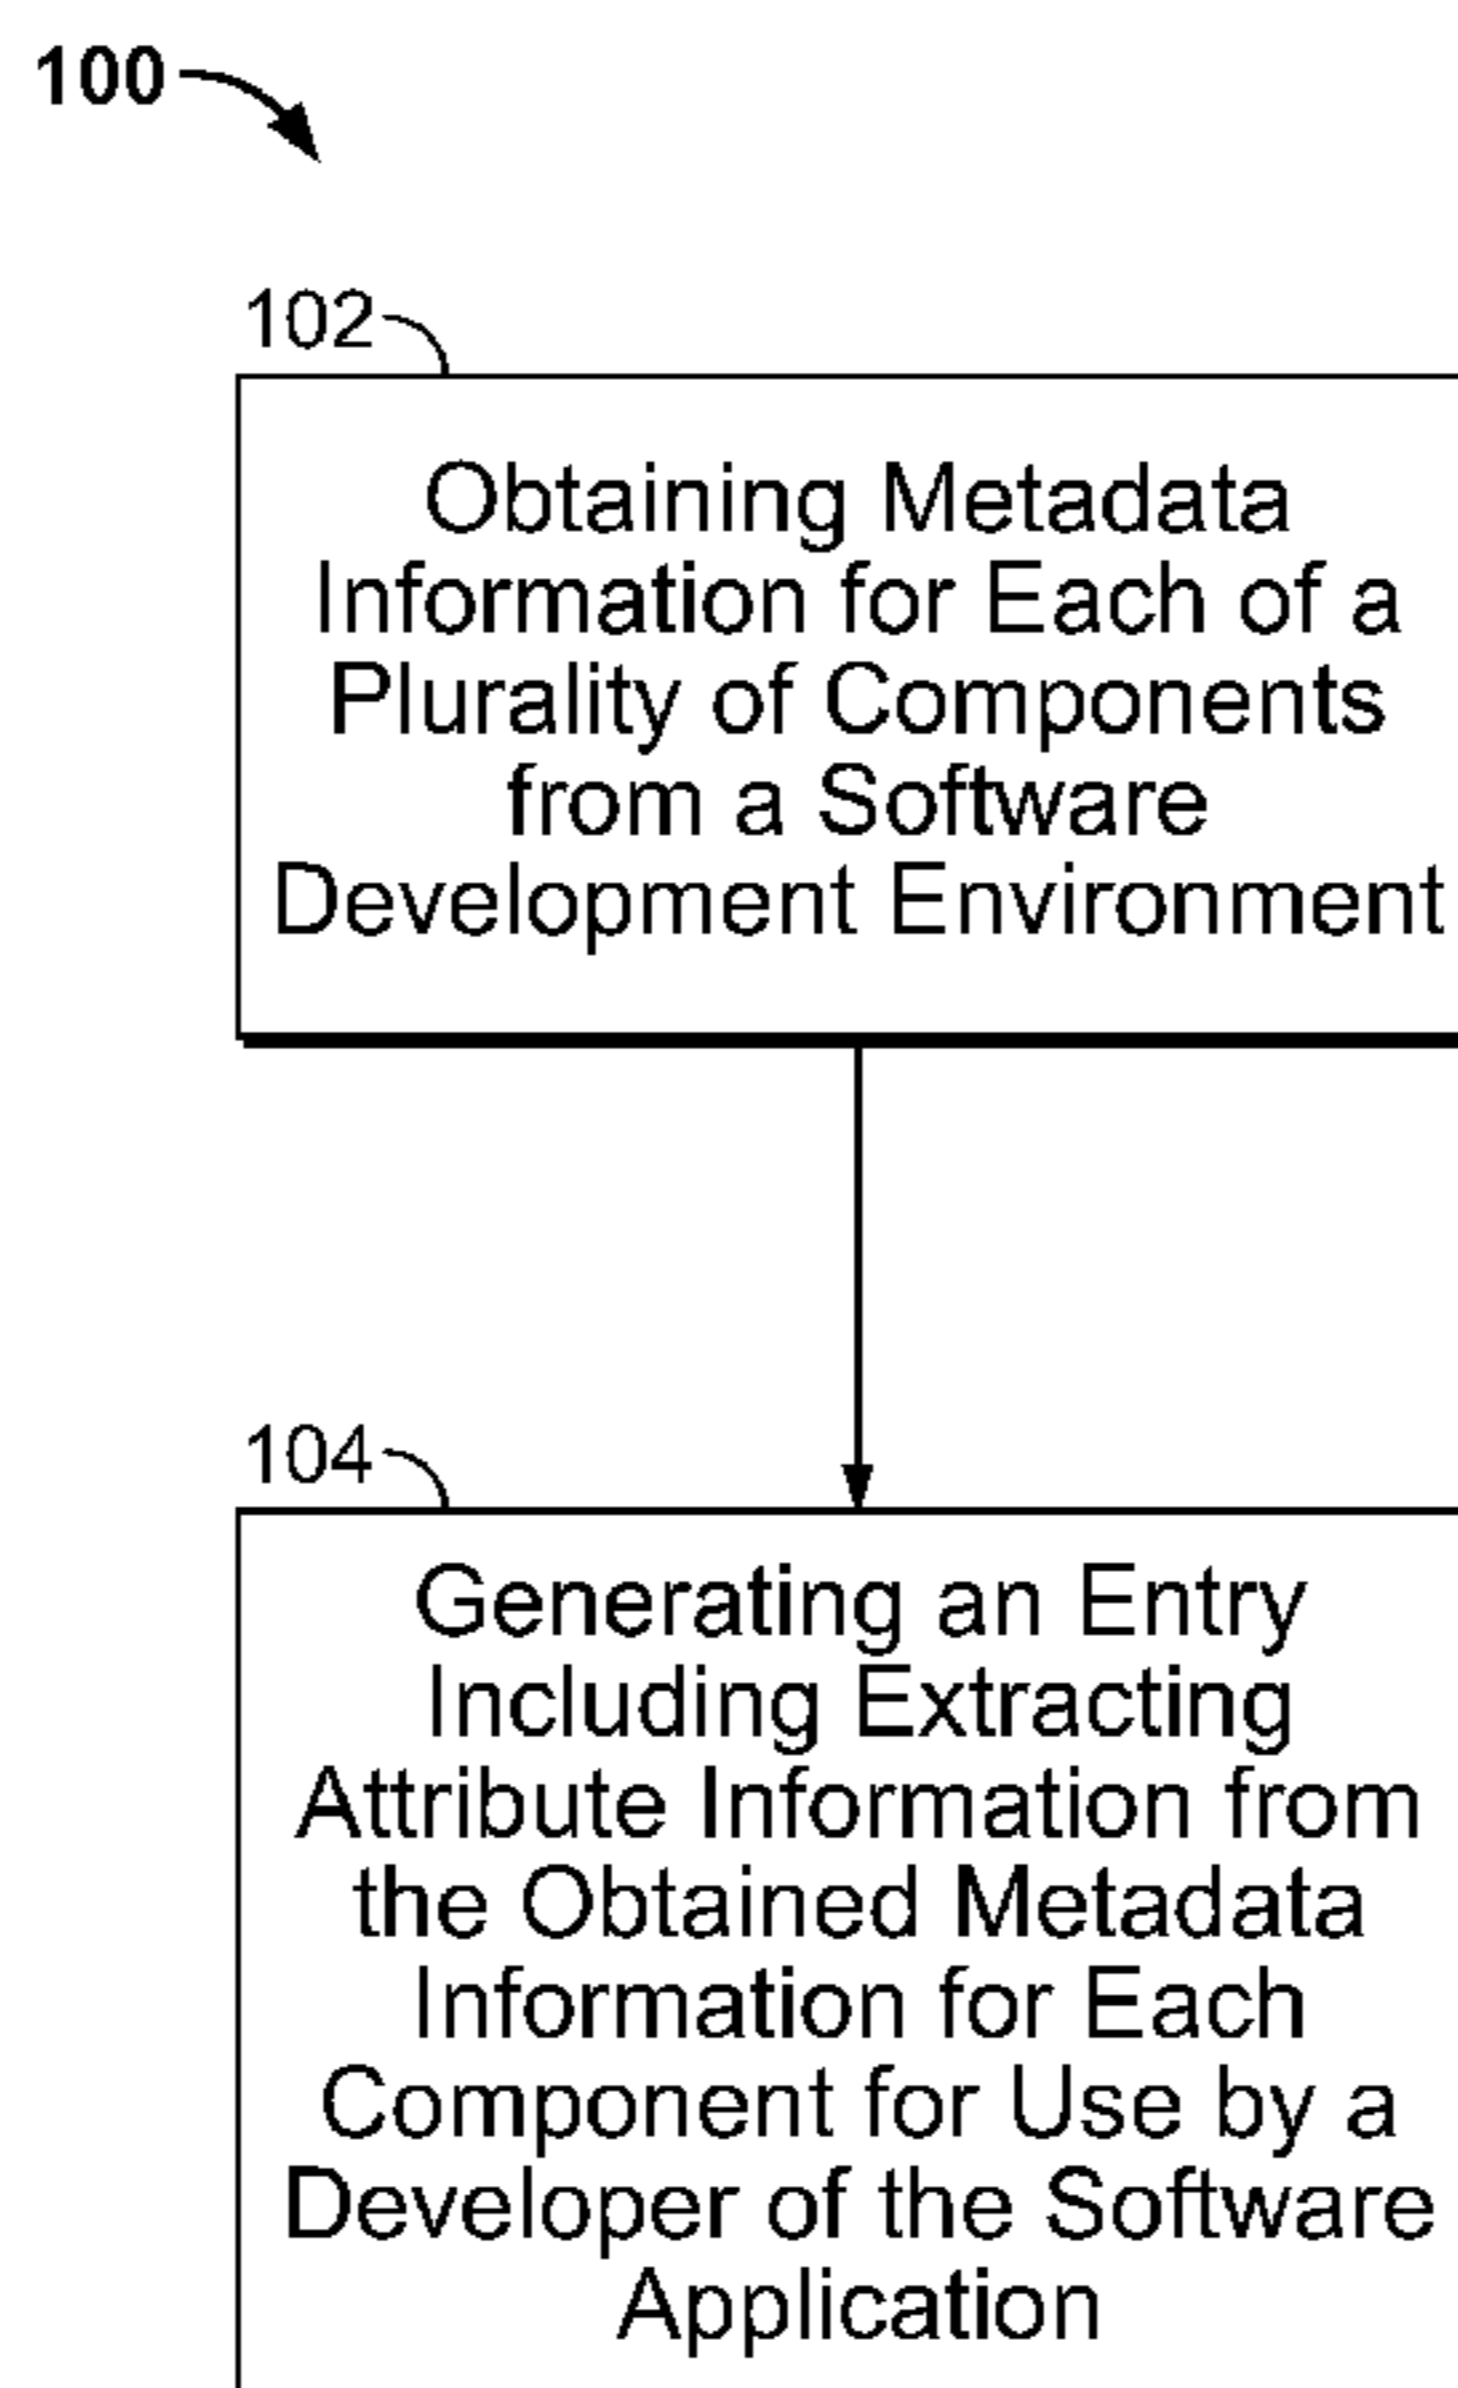 100
102
Obtaining Metadata
Information for Each of a
Plurality of Components
from a Software
Development Environment
104
Generating an Entry
Including Extracting
Attribute Information from
the Obtained Metadata
Information for Each
Component for Use by a
Developer of the Software
Application